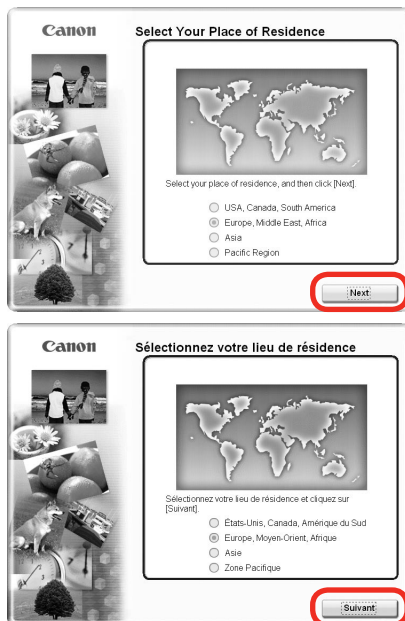 Canon
Select Your Place of Residence
Select your place of residence, and then click [Next].
USA, Canada, South America
Europe, Middle East, Africa
Asia
Pacific Region
Next
Canon
Sélectionnez votre lieu de résidence
Sélectionnez votre lieu de résidence et cliquez sur
[Suivant].
États-Unis, Canada, Amérique du Sud
Europe, Moyen-Orient, Afrique
Asie
Zone Pacifique
Suivant